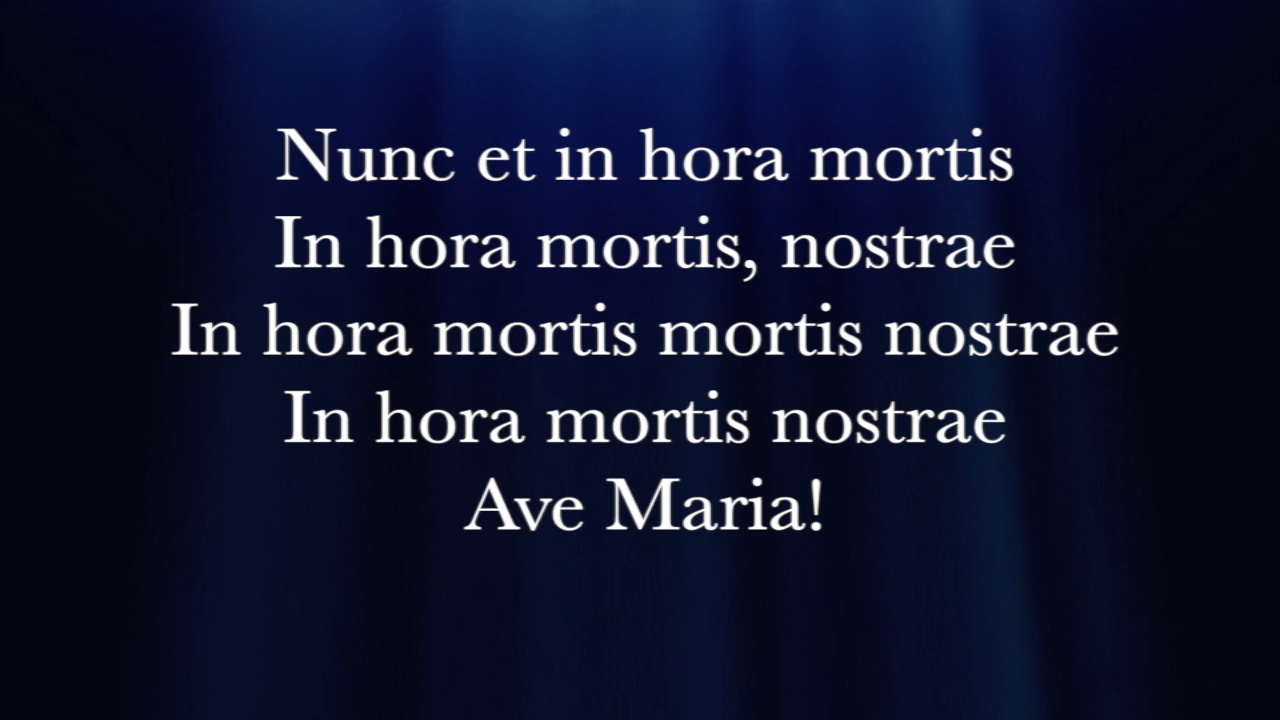 Nunc et in hora mortis
In hora mortis, nostrae
In hora mortis mortis nostrae
In hora mortis nostrae
Ave Maria!